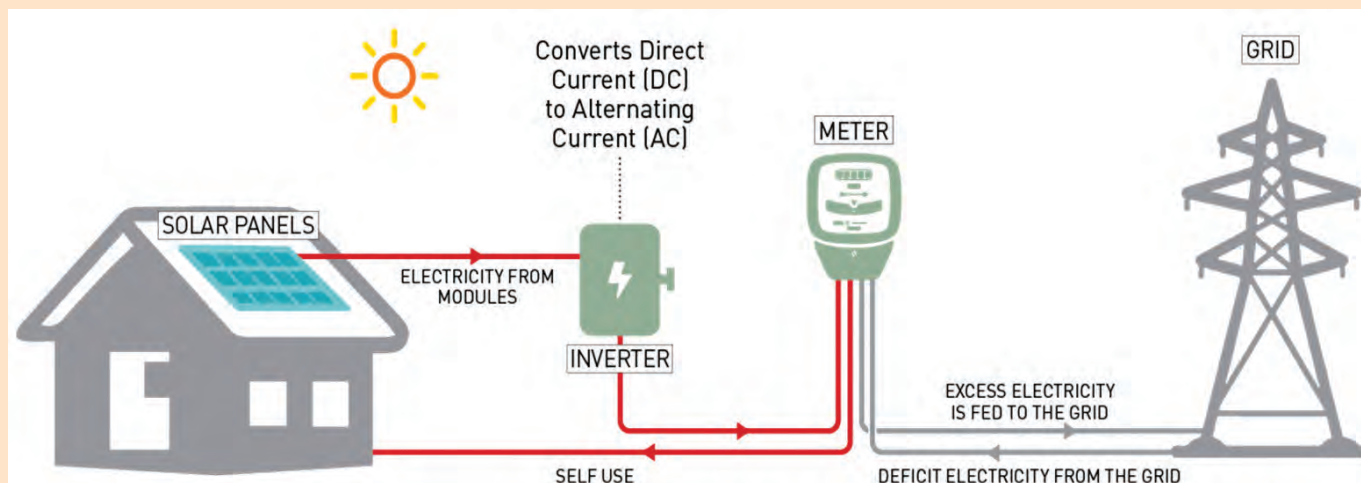 Converts Direct
Current (DC)
to Alternating
Current (AC)
GRID
METER
SOLAR PANELS
ELECTRICITY FROM
MODULES
INVERTER
EXCESS ELECTRICITY
IS FED TO THE GRID
SELF USE
DEFICIT ELECTRICITY FROM THE GRID